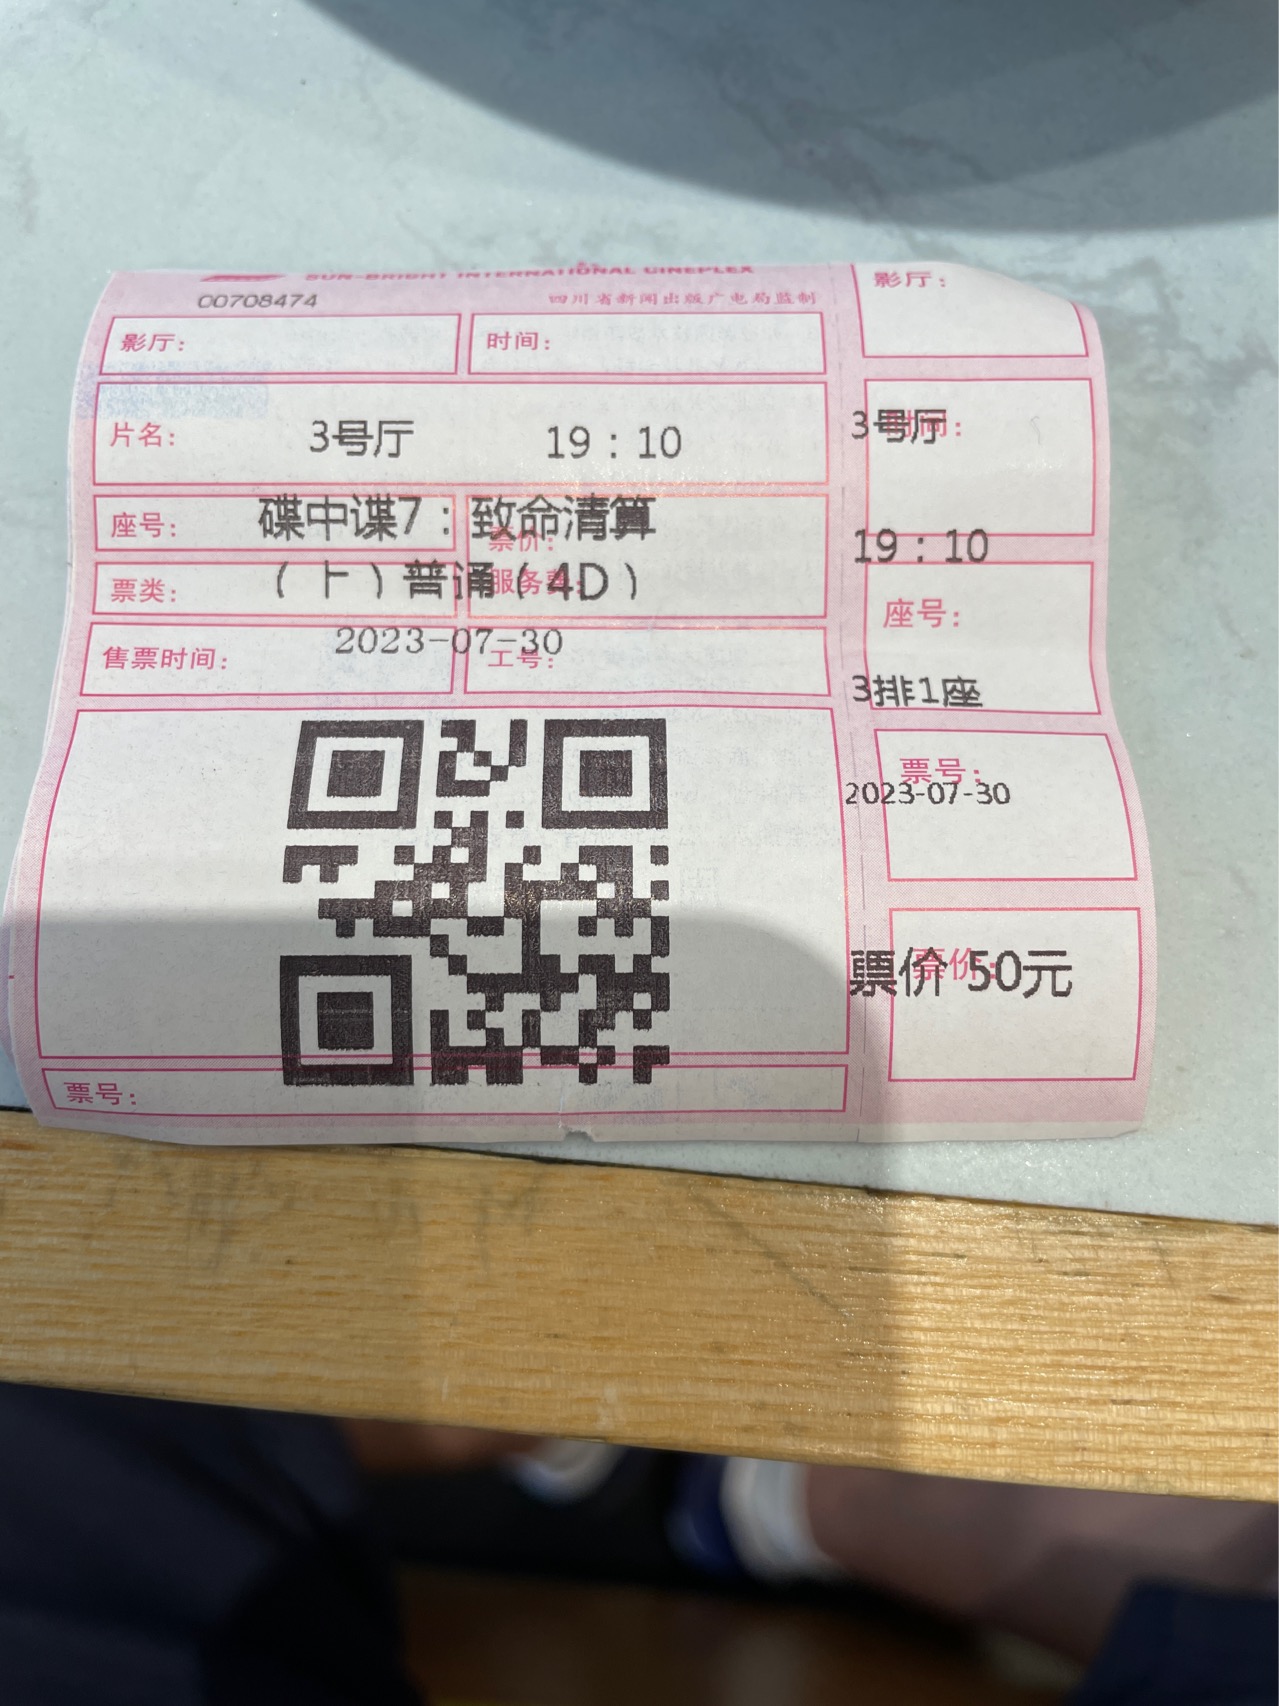 SUN-BRIGHT INTERNATIONAL CINEPLEX
00708474 四川省新闻出版广电局监制
影厅: 时间:
片名: 3号厅 19:10
座号: 碟中谍7:致命清算
票价:
票类: (上)普通(4D)
服务费:
2023-07-30
售票时间: 工号:
票号:
影厅:
3号厅
时间:
19:10
座号:
3排1座
票号:
2023-07-30
票价 50元
票价: